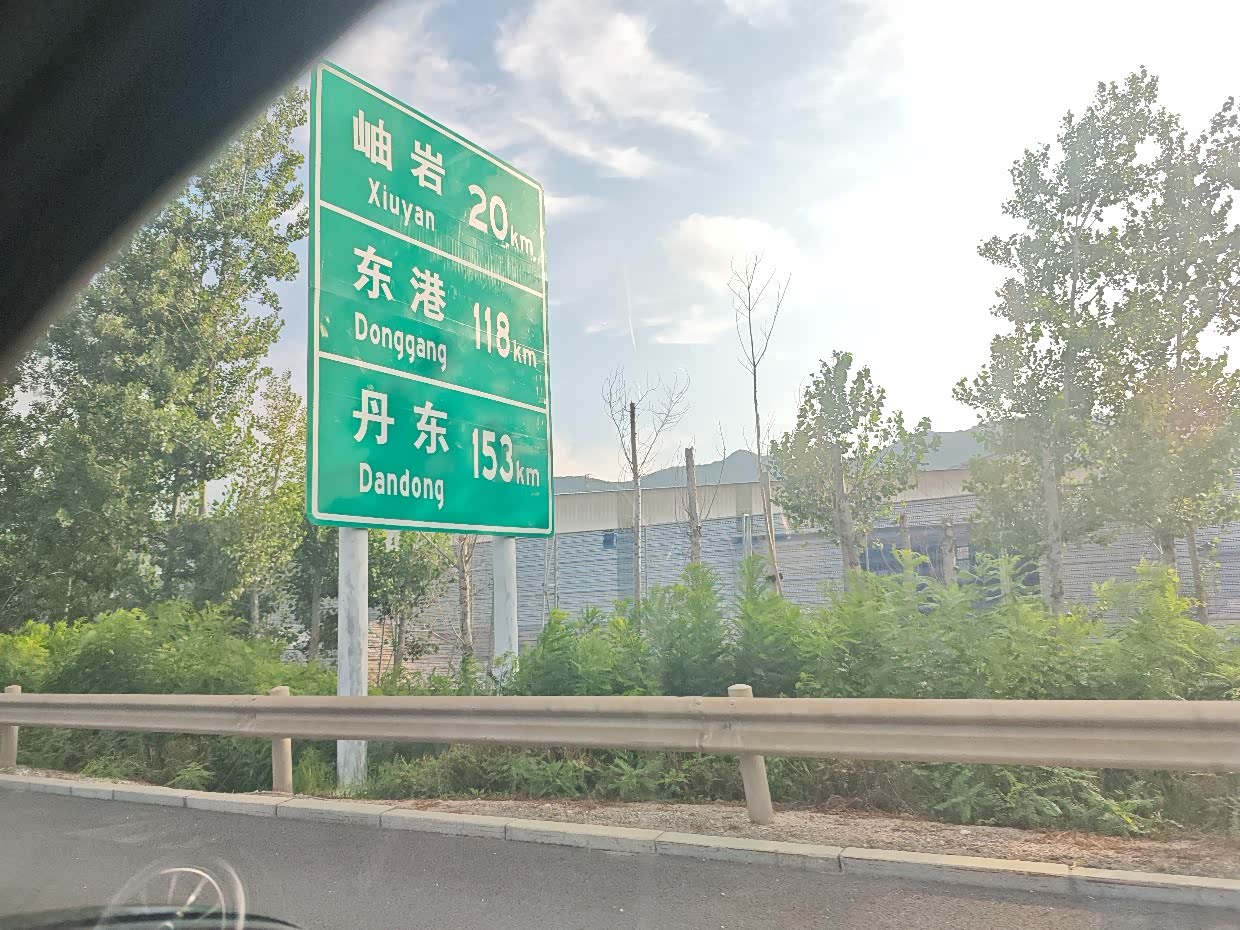 岫岩 20km
Xiuyan
东港 118km
Donggang
丹东 153km
Dandong